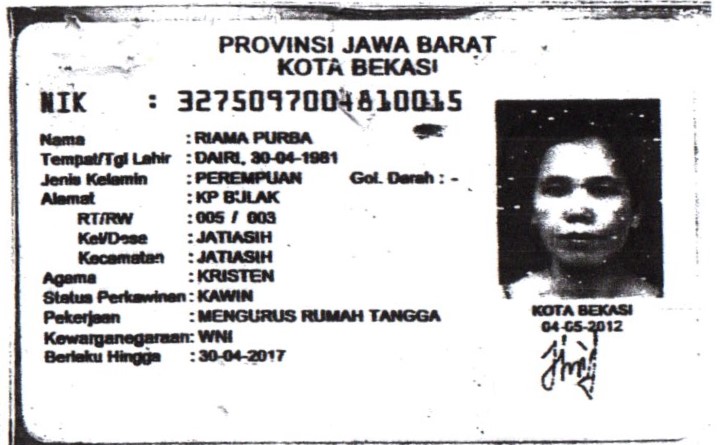 PROVINSI JAWA BARAT
KOTA BEKASI
NIK : 3275097004810015
Nama : RIAMA PURBA
Tempat/Tgl Lahir : DAIRI, 30-04-1981
Jenis Kelamin : PEREMPUAN Gol. Darah : -
Alamat : KP BULAK
RT/RW : 005 / 003
Kel/Desa : JATIASIH
Kecamatan : JATIASIH
Agama : KRISTEN
Status Perkawinan : KAWIN
Pekerjaan : MENGURUS RUMAH TANGGA
Kewarganegaraan: WNI
Berlaku Hingga : 30-04-2017
KOTA BEKASI
04-05-2012